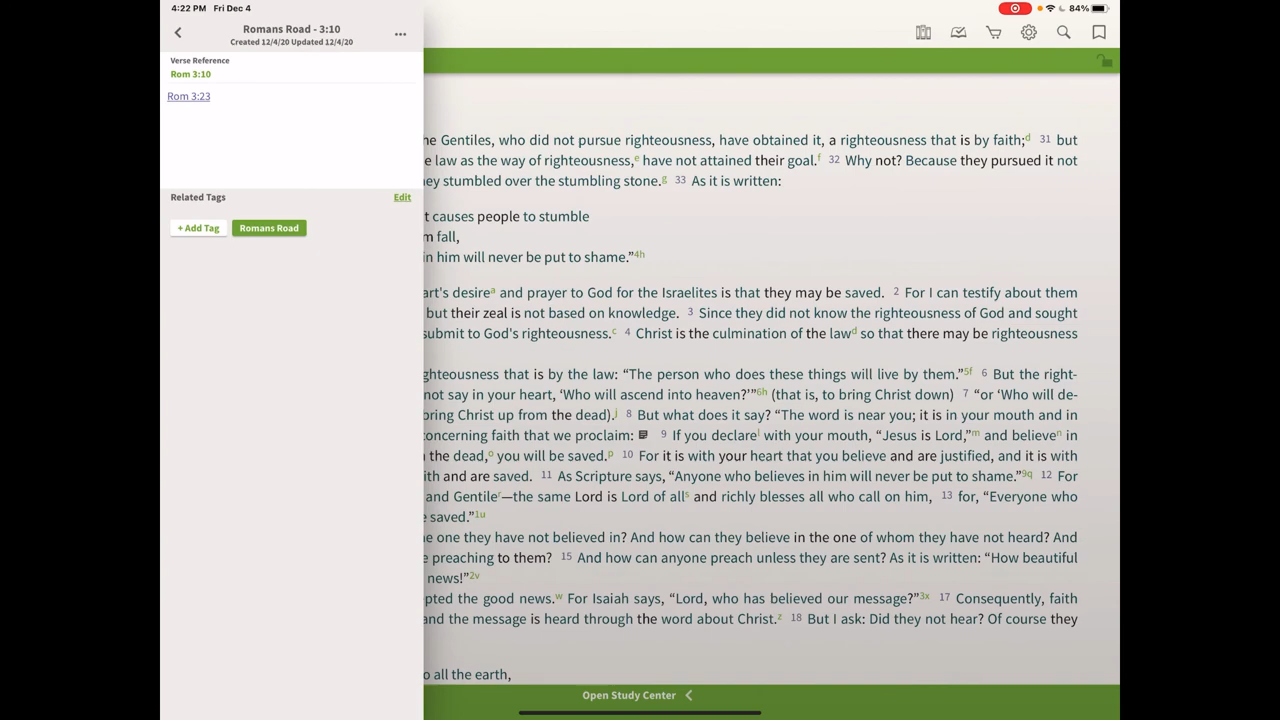 4:22 PM Fri Dec 4
84%
Romans Road - 3:10
Created 12/4/20 Updated 12/4/20
Verse Reference
Rom 3:10
Rom 3:23
Related Tags
Edit
+ Add Tag
Romans Road
he Gentiles, who did not pursue righteousness, have obtained it, a righteousness that is by faith;d 31 but
e law as the way of righteousness,e have not attained their goal.f 32 Why not? Because they pursued it not
ey stumbled over the stumbling stone.g 33 As it is written:
t causes people to stumble
m fall,
in him will never be put to shame.”4h
art's desirea and prayer to God for the Israelites is that they may be saved. 2 For I can testify about them
but their zeal is not based on knowledge. 3 Since they did not know the righteousness of God and sought
submit to God's righteousness.c 4 Christ is the culmination of the lawd so that there may be righteousness
ghteousness that is by the law: “The person who does these things will live by them.”5f 6 But the right-
not say in your heart, ‘Who will ascend into heaven?’”6h (that is, to bring Christ down) 7 “or ‘Who will de-
bring Christ up from the dead).j 8 But what does it say? “The word is near you; it is in your mouth and in
oncerning faith that we proclaim: 9 If you declarel with your mouth, “Jesus is Lord,”m and believen in
the dead,o you will be saved.p 10 For it is with your heart that you believe and are justified, and it is with
ith and are saved. 11 As Scripture says, “Anyone who believes in him will never be put to shame.”9q 12 For
and Gentiler—the same Lord is Lord of alls and richly blesses all who call on him, 13 for, “Everyone who
e saved.”1u
e one they have not believed in? And how can they believe in the one of whom they have not heard? And
e preaching to them? 15 And how can anyone preach unless they are sent? As it is written: “How beautiful
news!”2v
pted the good news.w For Isaiah says, “Lord, who has believed our message?”3x 17 Consequently, faith
and the message is heard through the word about Christ.z 18 But I ask: Did they not hear? Of course they
o all the earth,
Open Study Center